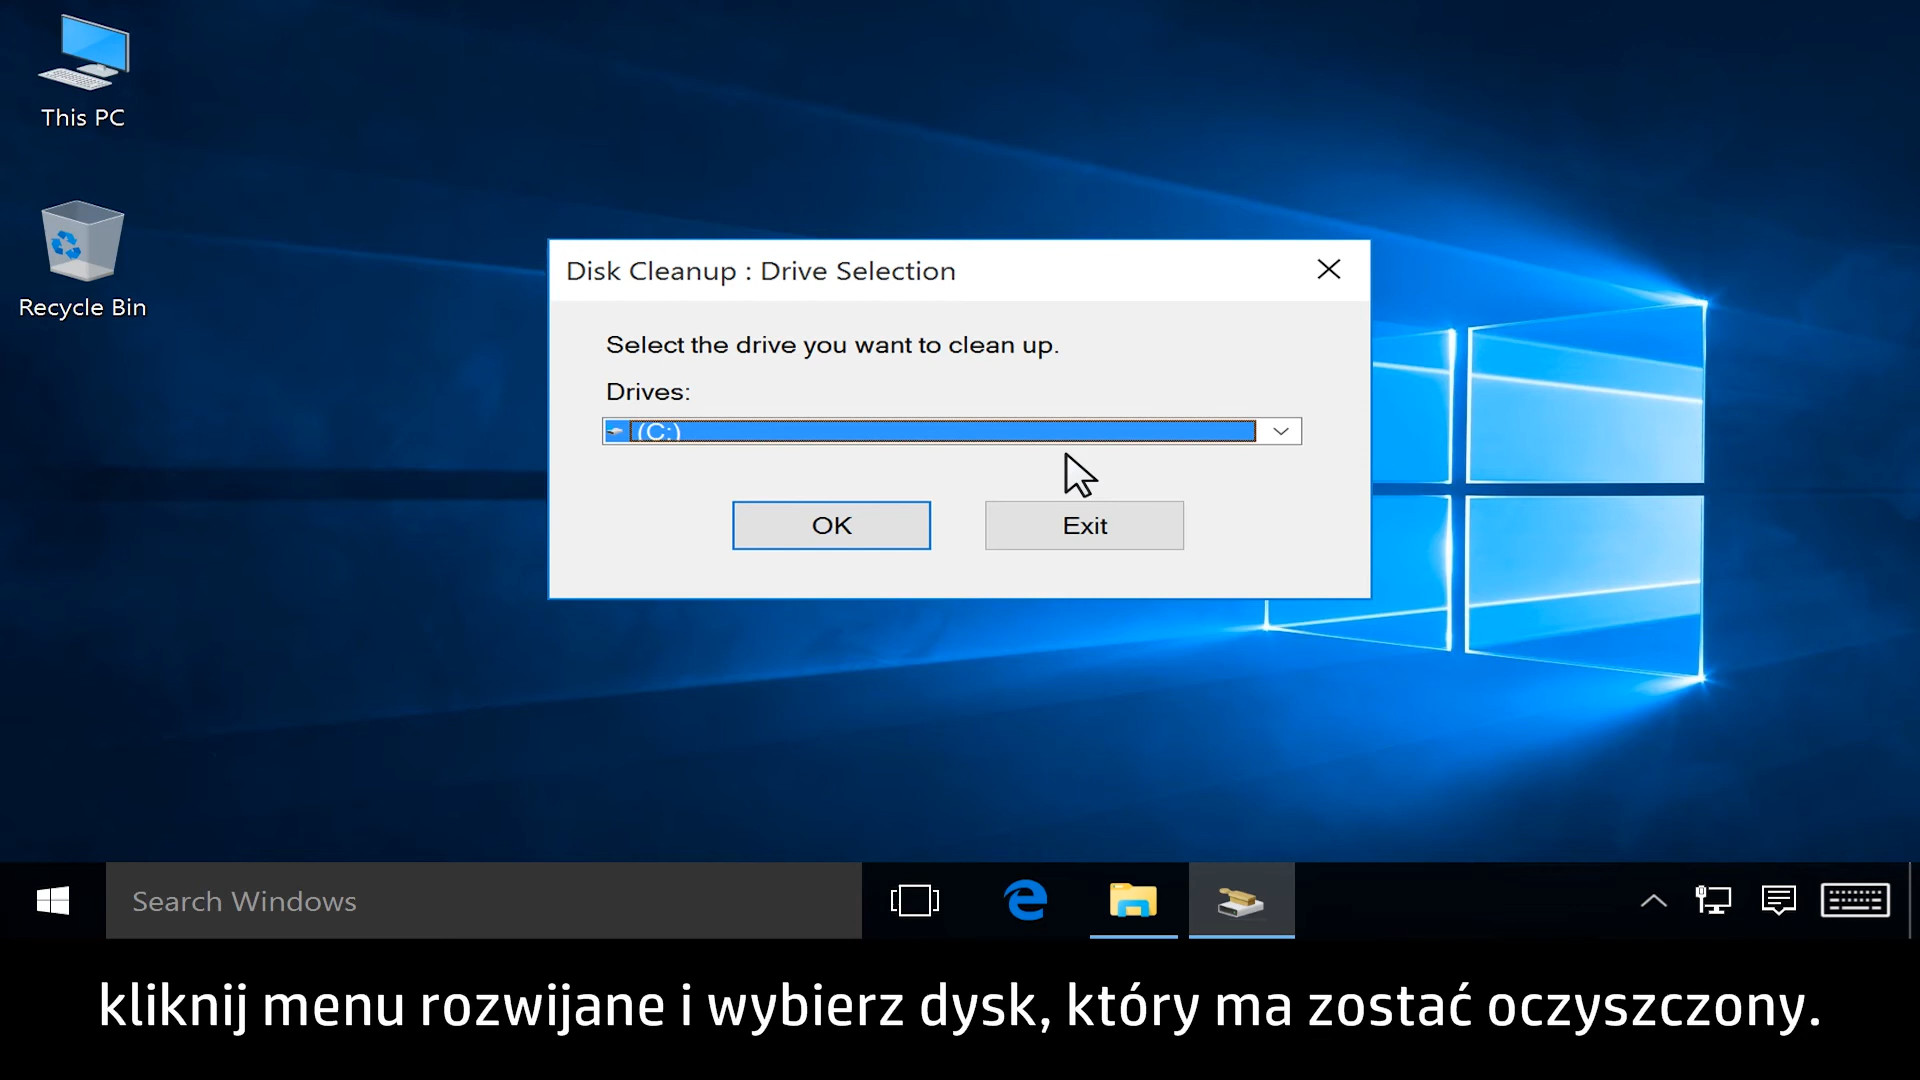 This PC
Recycle Bin
Disk Cleanup : Drive Selection
Select the drive you want to clean up.
Drives:
(C:)
OK
Exit
Search Windows
kliknij menu rozwijane i wybierz dysk, który ma zostać oczyszczony.